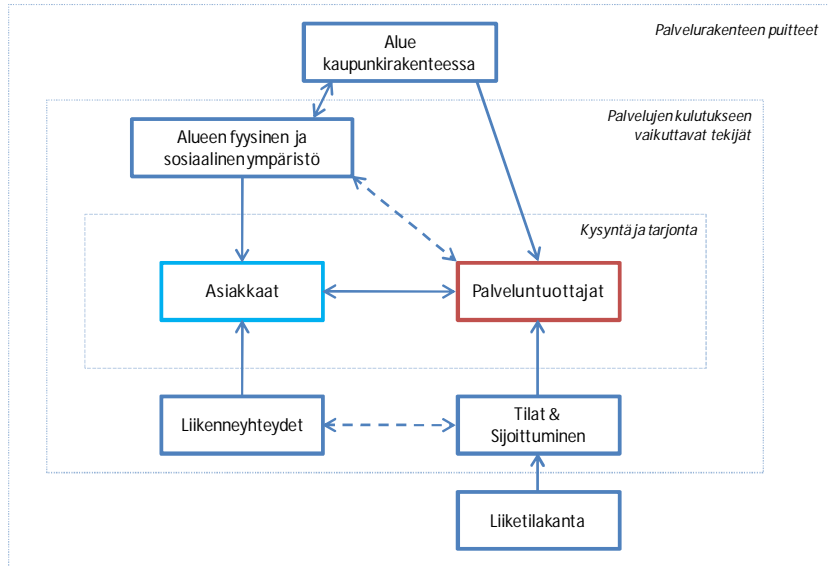 Alue
kaupunkirakenteessa
Palvelurakenteen puitteet
Palvelujen kulutukseen
vaikuttavat tekijät
Alueen fyysinen ja
sosiaalinen ympäristö
Kysyntä ja tarjonta
Asiakkaat
Palveluntuottajat
Liikenneyhteydet
Tilat &
Sijoittuminen
Liiketilakanta